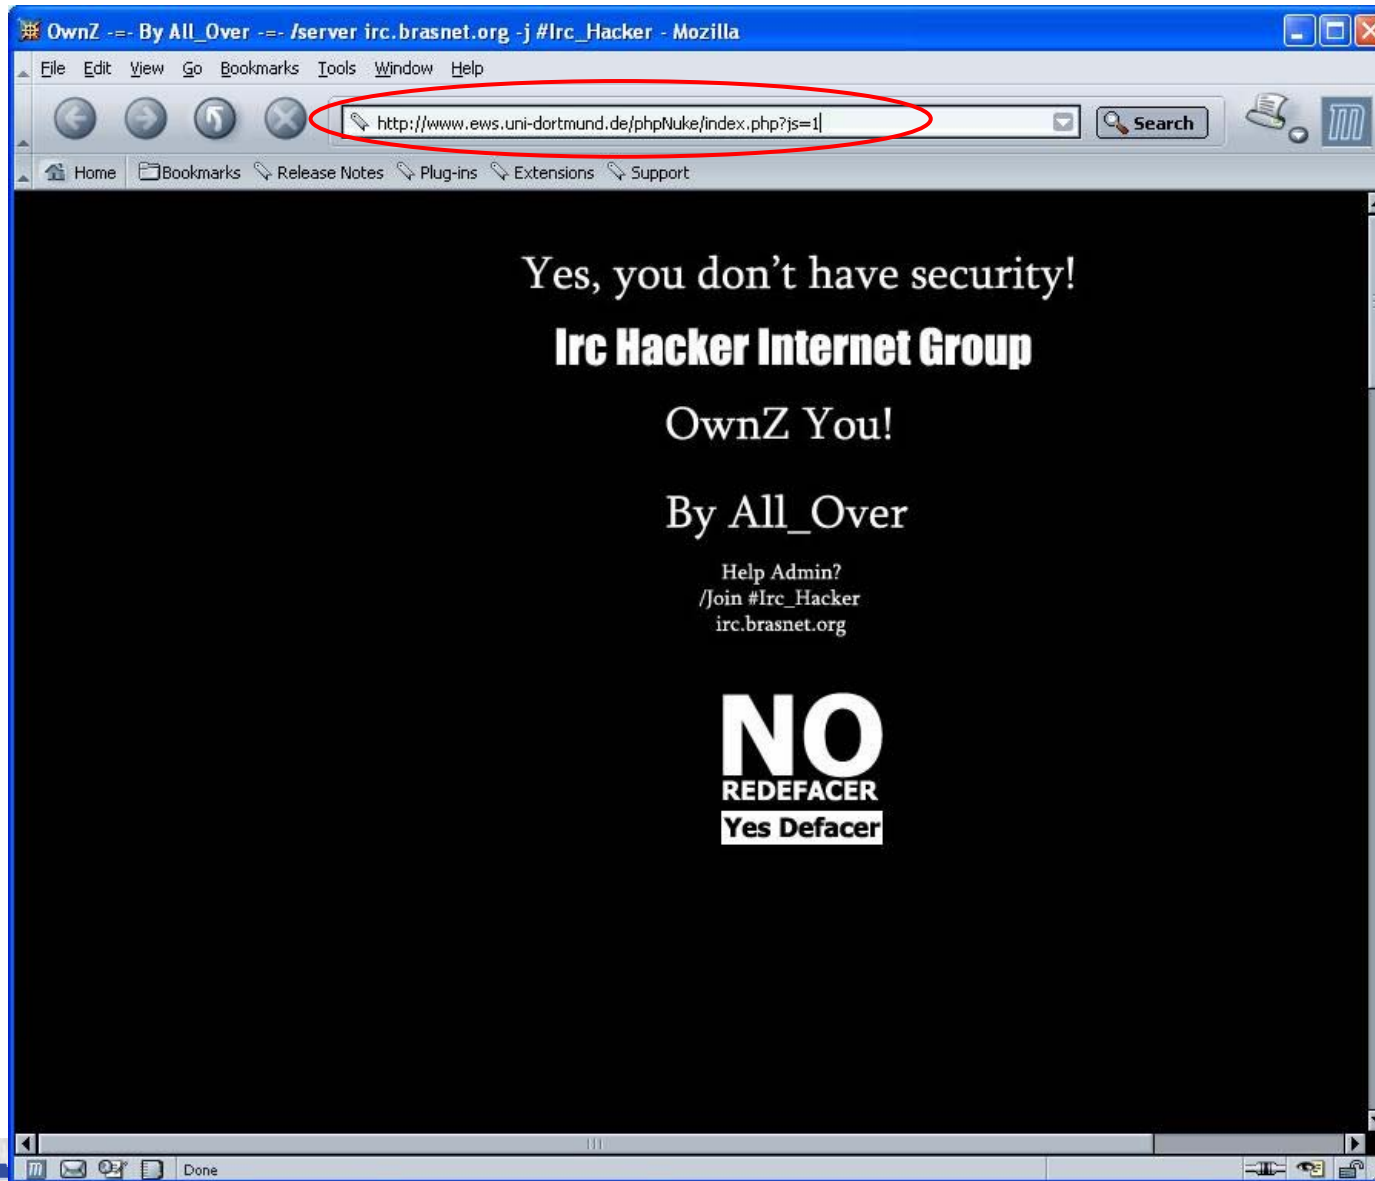 OwnZ -=- By All_Over -=- /server irc.brasnet.org -j #Irc_Hacker - Mozilla
File Edit View Go Bookmarks Tools Window Help
http://www.ews.uni-dortmund.de/phpNuke/index.php?js=1
Search
Home Bookmarks Release Notes Plug-ins Extensions Support
Yes, you don't have security!
Irc Hacker Internet Group
OwnZ You!
By All_Over
Help Admin?
/Join #Irc_Hacker
irc.brasnet.org
NO
REDEFACER
Yes Defacer
Done